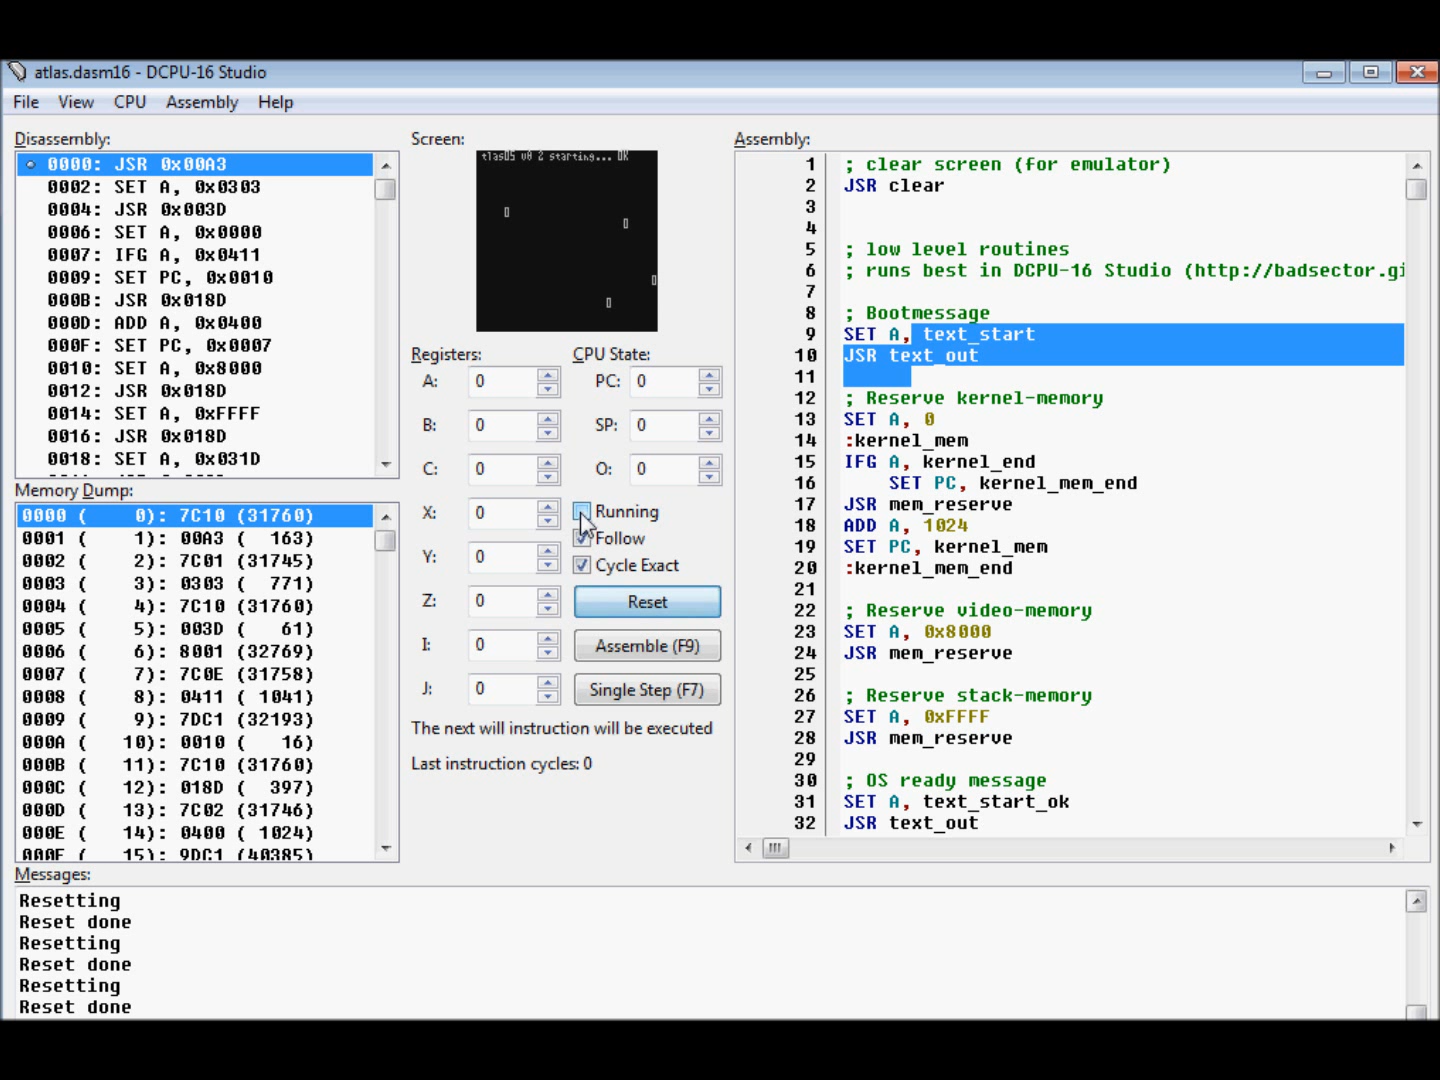 atlas.dasm16 - DCPU-16 Studio
File View CPU Assembly Help
Disassembly:
0000: JSR 0x00A3
0002: SET A, 0x0303
0004: JSR 0x003D
0006: SET A, 0x0000
0007: IFG A, 0x0411
0009: SET PC, 0x0010
000B: JSR 0x018D
000D: ADD A, 0x0400
000F: SET PC, 0x0007
0010: SET A, 0x8000
0012: JSR 0x018D
0014: SET A, 0xFFFF
0016: JSR 0x018D
0018: SET A, 0x031D
Memory Dump:
0000 ( 0): 7C10 (31760)
0001 ( 1): 00A3 ( 163)
0002 ( 2): 7C01 (31745)
0003 ( 3): 0303 ( 771)
0004 ( 4): 7C10 (31760)
0005 ( 5): 003D ( 61)
0006 ( 6): 8001 (32769)
0007 ( 7): 7C0E (31758)
0008 ( 8): 0411 ( 1041)
0009 ( 9): 7DC1 (32193)
000A ( 10): 0010 ( 16)
000B ( 11): 7C10 (31760)
000C ( 12): 018D ( 397)
000D ( 13): 7C02 (31746)
000E ( 14): 0400 ( 1024)
000F ( 15): 9DC1 (40385)
Screen:
tlasOS v0 2 starting... OK
Registers:
A: 0
B: 0
C: 0
X: 0
Y: 0
Z: 0
I: 0
J: 0
CPU State:
PC: 0
SP: 0
O: 0
Running
Follow
Cycle Exact
Reset
Assemble (F9)
Single Step (F7)
The next will instruction will be executed
Last instruction cycles: 0
Assembly:
1 ; clear screen (for emulator)
2 JSR clear
3
4
5 ; low level routines
6 ; runs best in DCPU-16 Studio (http://badsector.gi
7
8 ; Bootmessage
9 SET A, text_start
10 JSR text_out
11
12 ; Reserve kernel-memory
13 SET A, 0
14 :kernel_mem
15 IFG A, kernel_end
16 SET PC, kernel_mem_end
17 JSR mem_reserve
18 ADD A, 1024
19 SET PC, kernel_mem
20 :kernel_mem_end
21
22 ; Reserve video-memory
23 SET A, 0x8000
24 JSR mem_reserve
25
26 ; Reserve stack-memory
27 SET A, 0xFFFF
28 JSR mem_reserve
29
30 ; OS ready message
31 SET A, text_start_ok
32 JSR text_out
Messages:
Resetting
Reset done
Resetting
Reset done
Resetting
Reset done